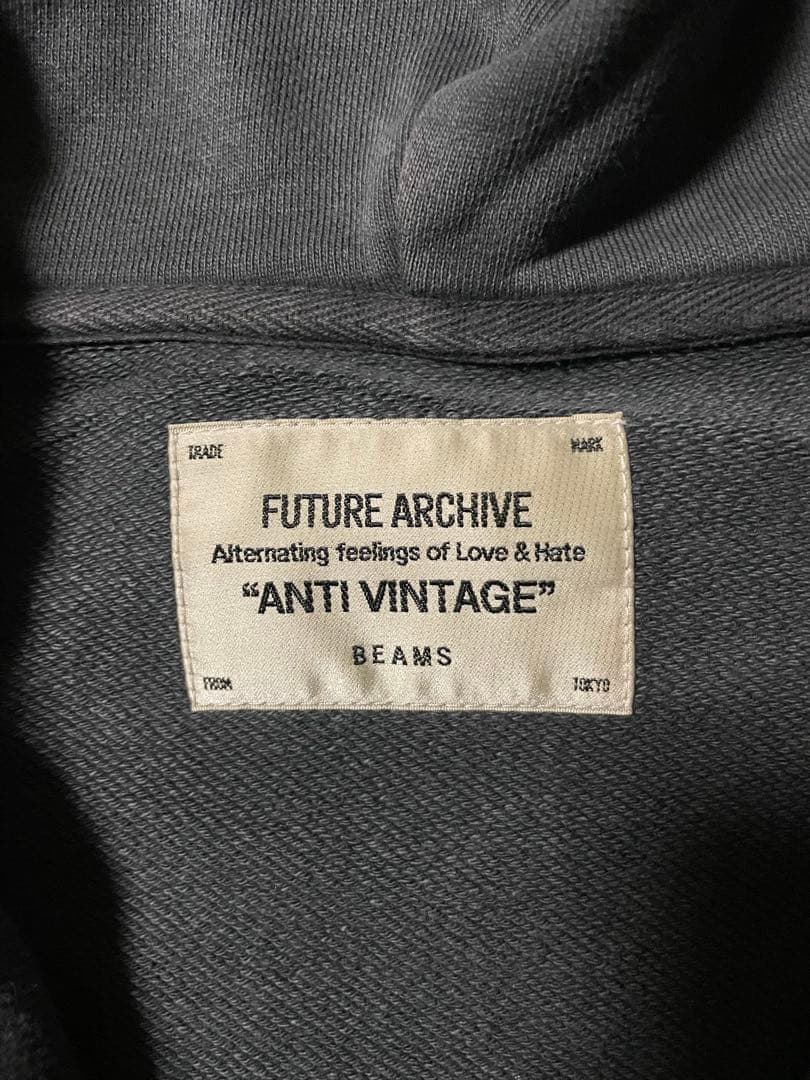 TRADE MARK
FUTURE ARCHIVE
Alternating feelings of Love & Hate
“ANTI VINTAGE”
BEAMS
FROM TOKYO